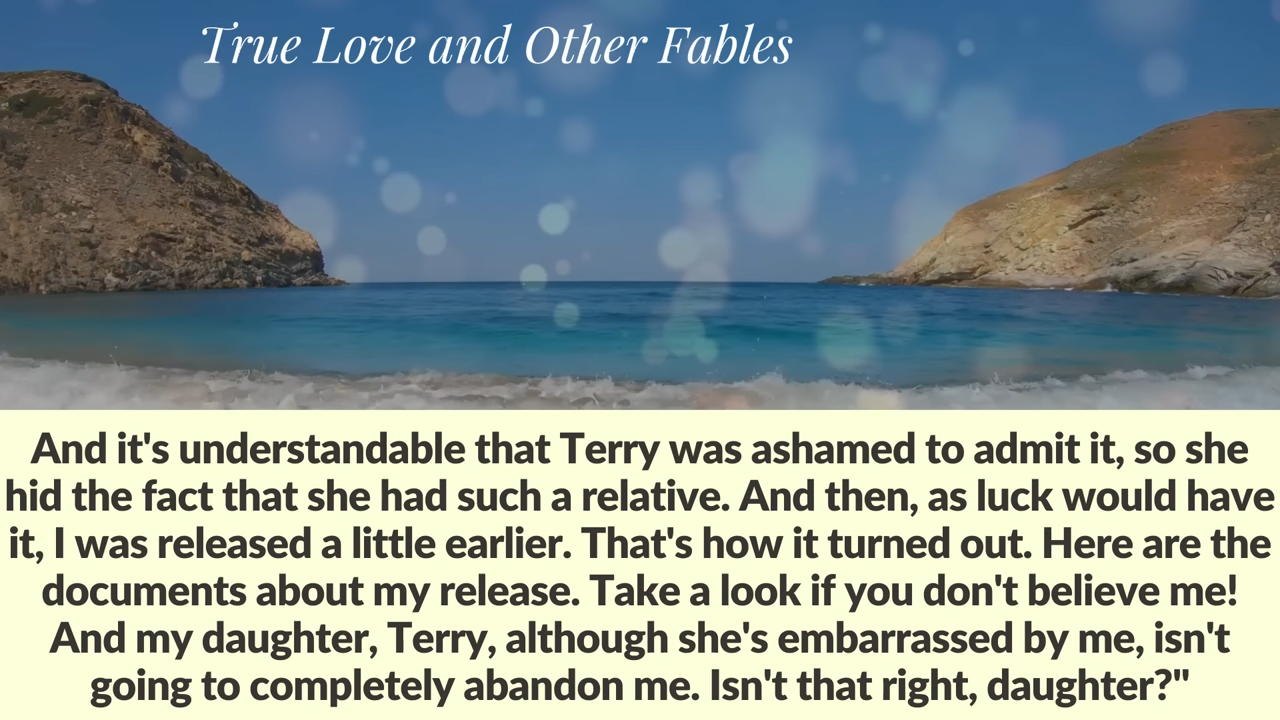 True Love and Other Fables
And it's understandable that Terry was ashamed to admit it, so she
hid the fact that she had such a relative. And then, as luck would have
it, I was released a little earlier. That's how it turned out. Here are the
documents about my release. Take a look if you don't believe me!
And my daughter, Terry, although she's embarrassed by me, isn't
going to completely abandon me. Isn't that right, daughter?"